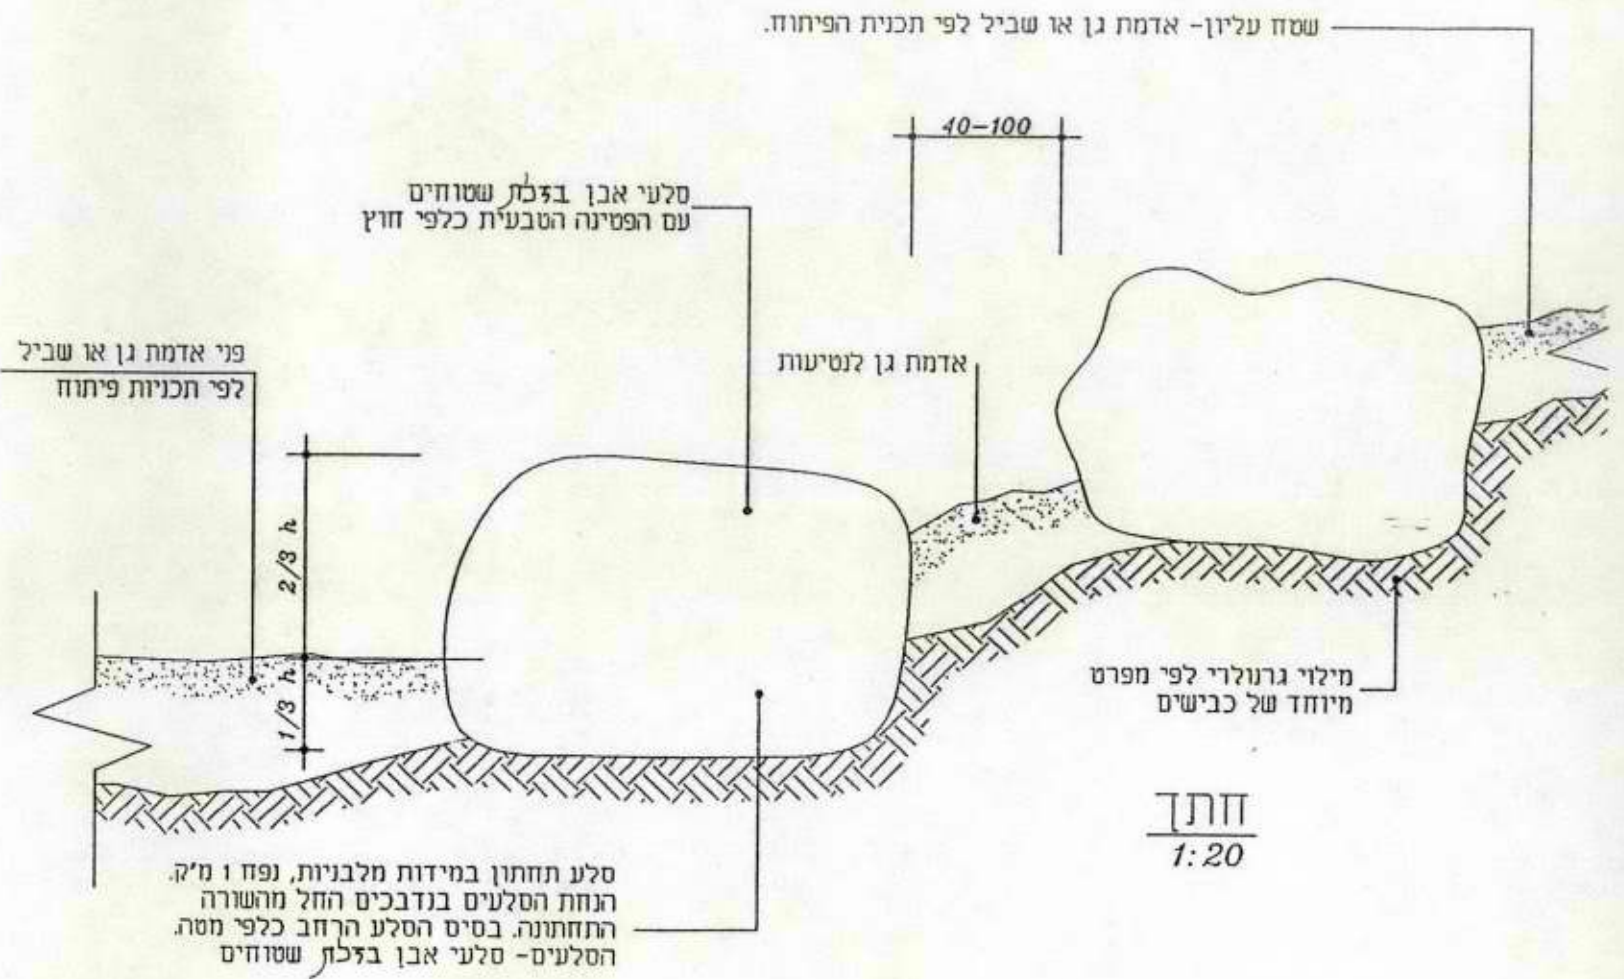 שטח עליון- אדמת גן או שביל לפי תכנית הפיתוח.
40-100
סלעי אבן בזלת שטוחים
עם הפטינה הטבעית כלפי חוץ
פני אדמת גן או שביל
לפי תכניות פיתוח
אדמת גן לנטיעות
2/3 h
1/3 h
מילוי גרנולרי לפי מפרט
מיוחד של כבישים
חתך
1:20
סלע תחתון במידות מלבניות, נפח 1 מ'ק.
הנחת הסלעים בנדבכים החל מהשורה
התחתונה. בסיס הסלע הרחב כלפי מטה.
הסלעים- סלעי אבן בזלת שטוחים